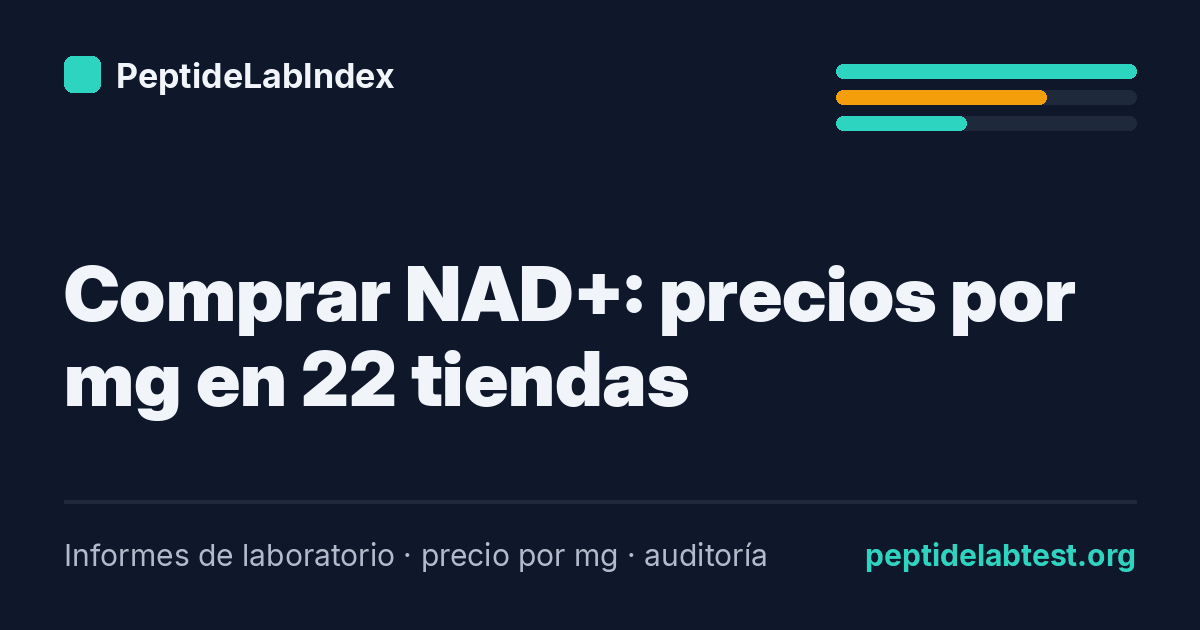 PeptideLabIndex
Comprar NAD+: precios por
mg en 22 tiendas
Informes de laboratorio · precio por mg · auditoría
peptidelabtest.org